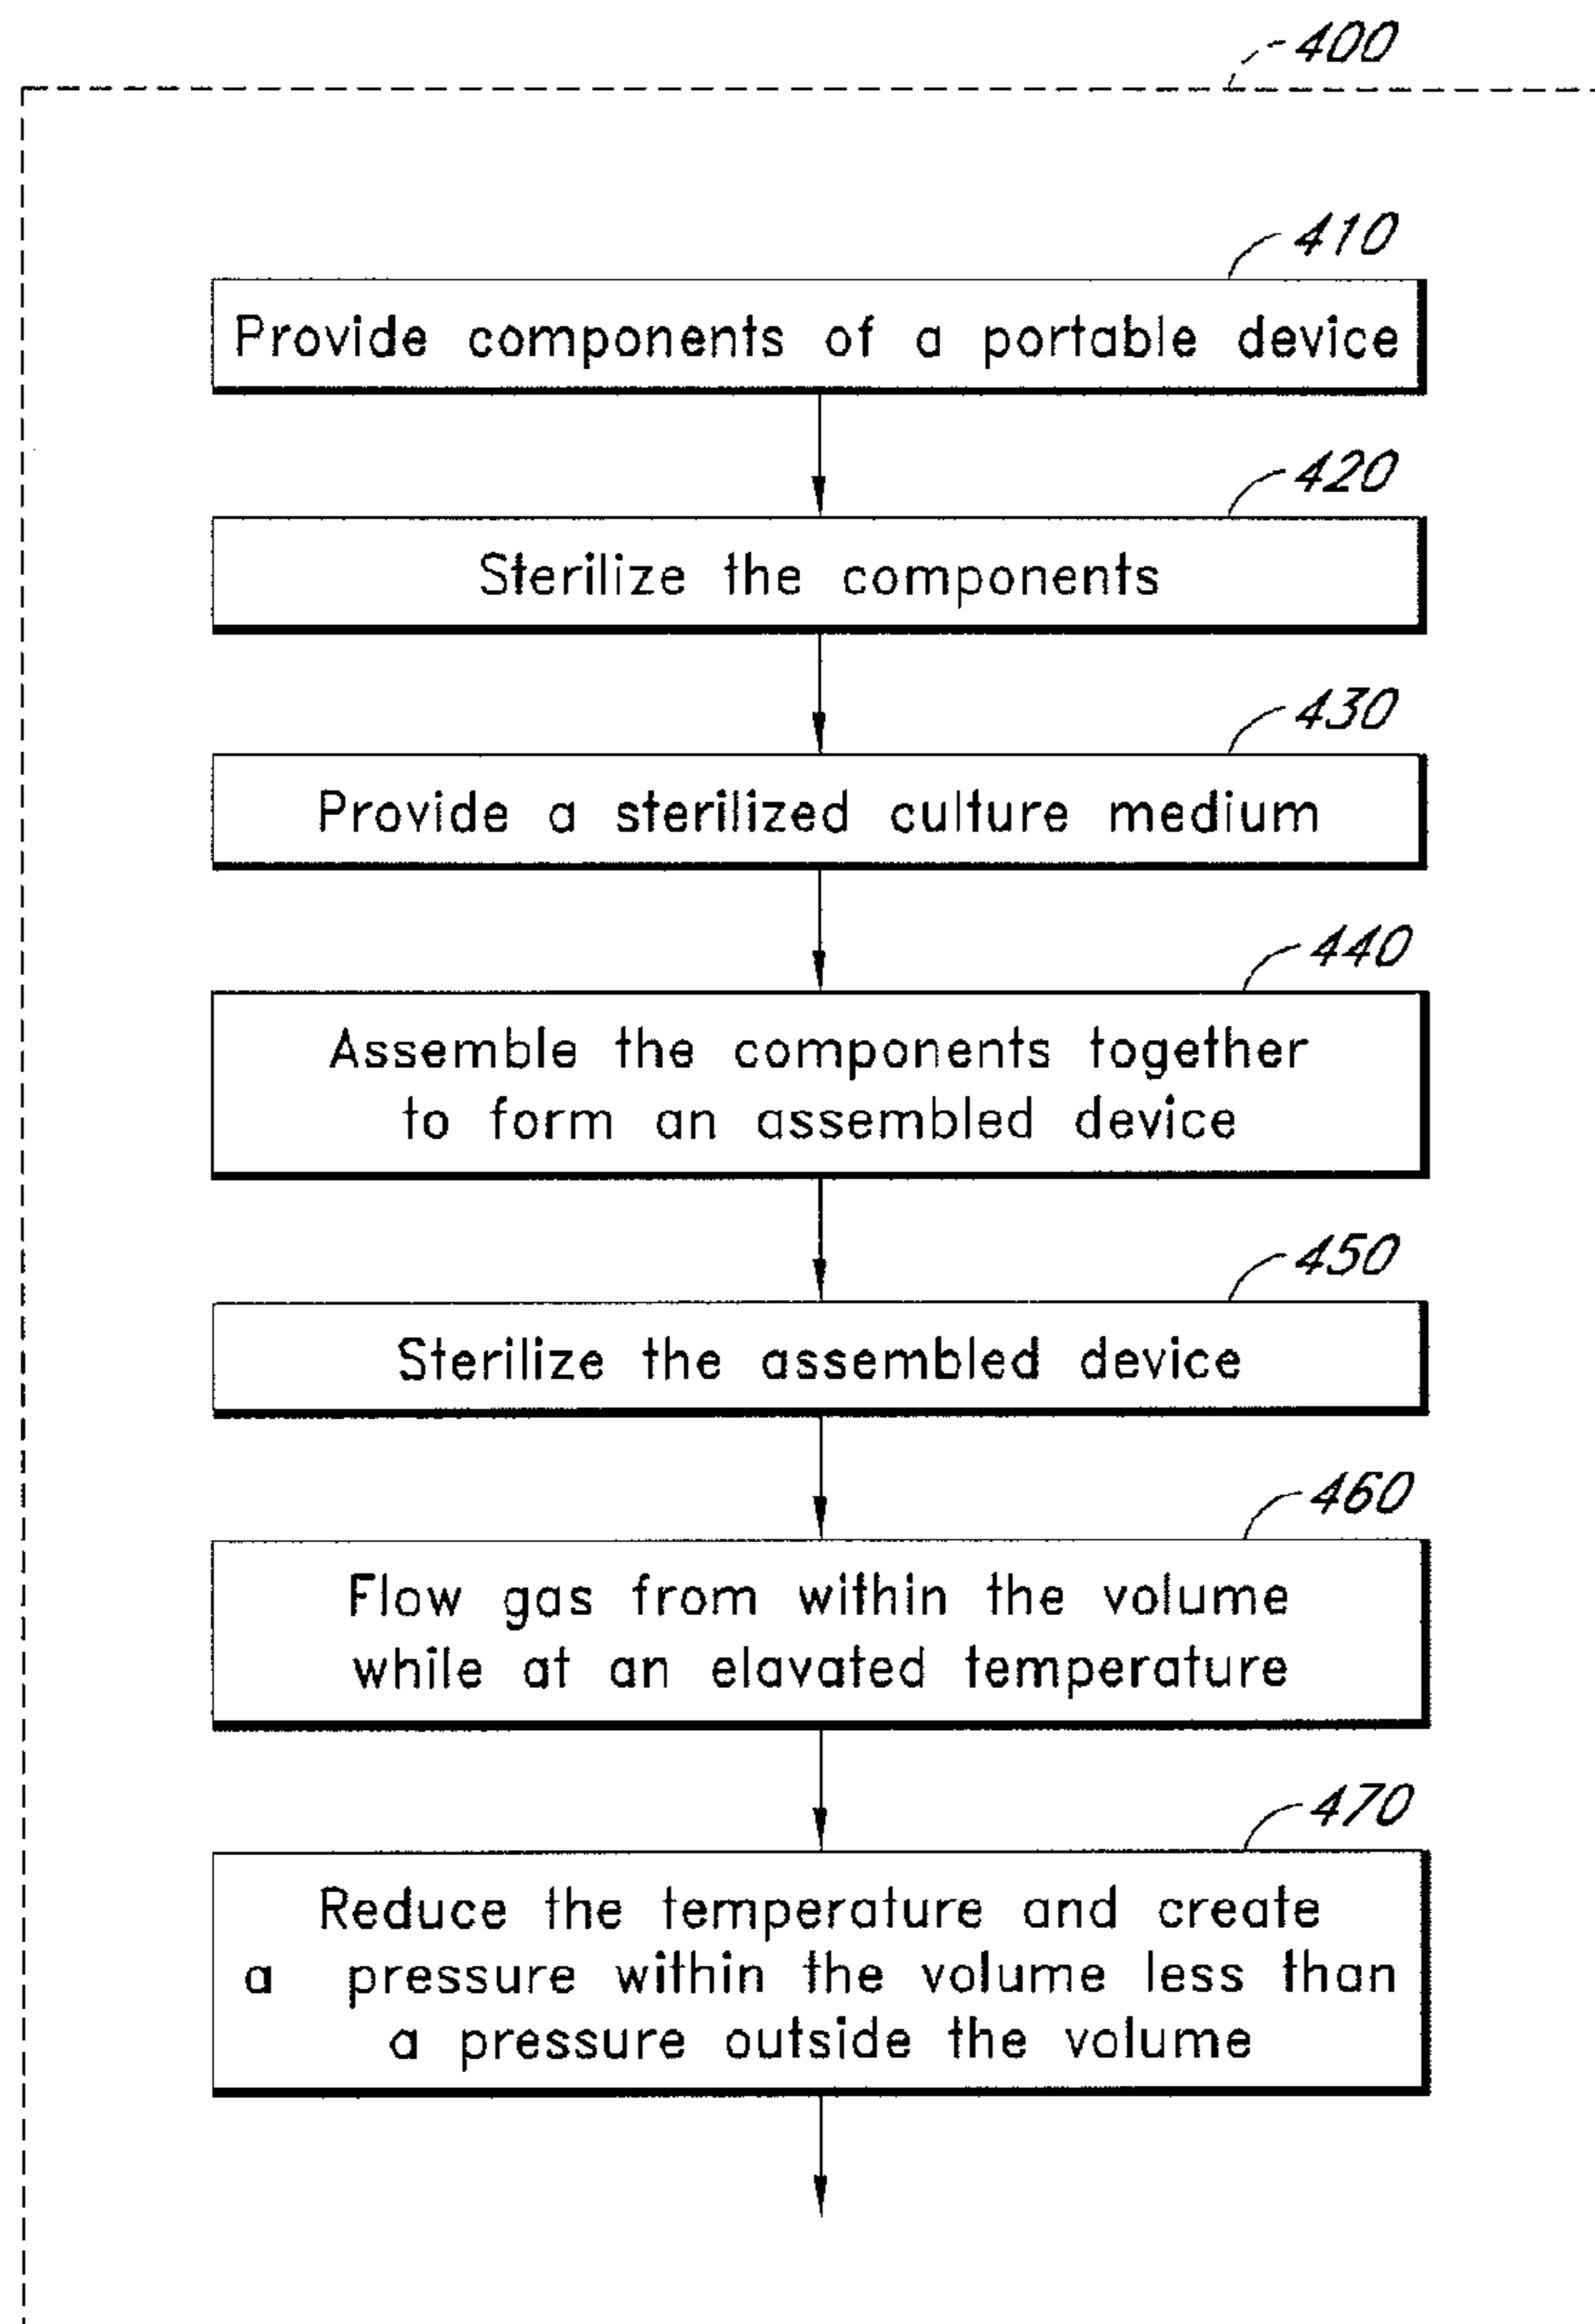 400
410
Provide components of a portable device
420
Sterilize the components
430
Provide a sterilized culture medium
440
Assemble the components together
to form an assembled device
450
Sterilize the assembled device
460
Flow gas from within the volume
while at an elavated temperature
470
Reduce the temperature and create
a pressure within the volume less than
a pressure outside the volume